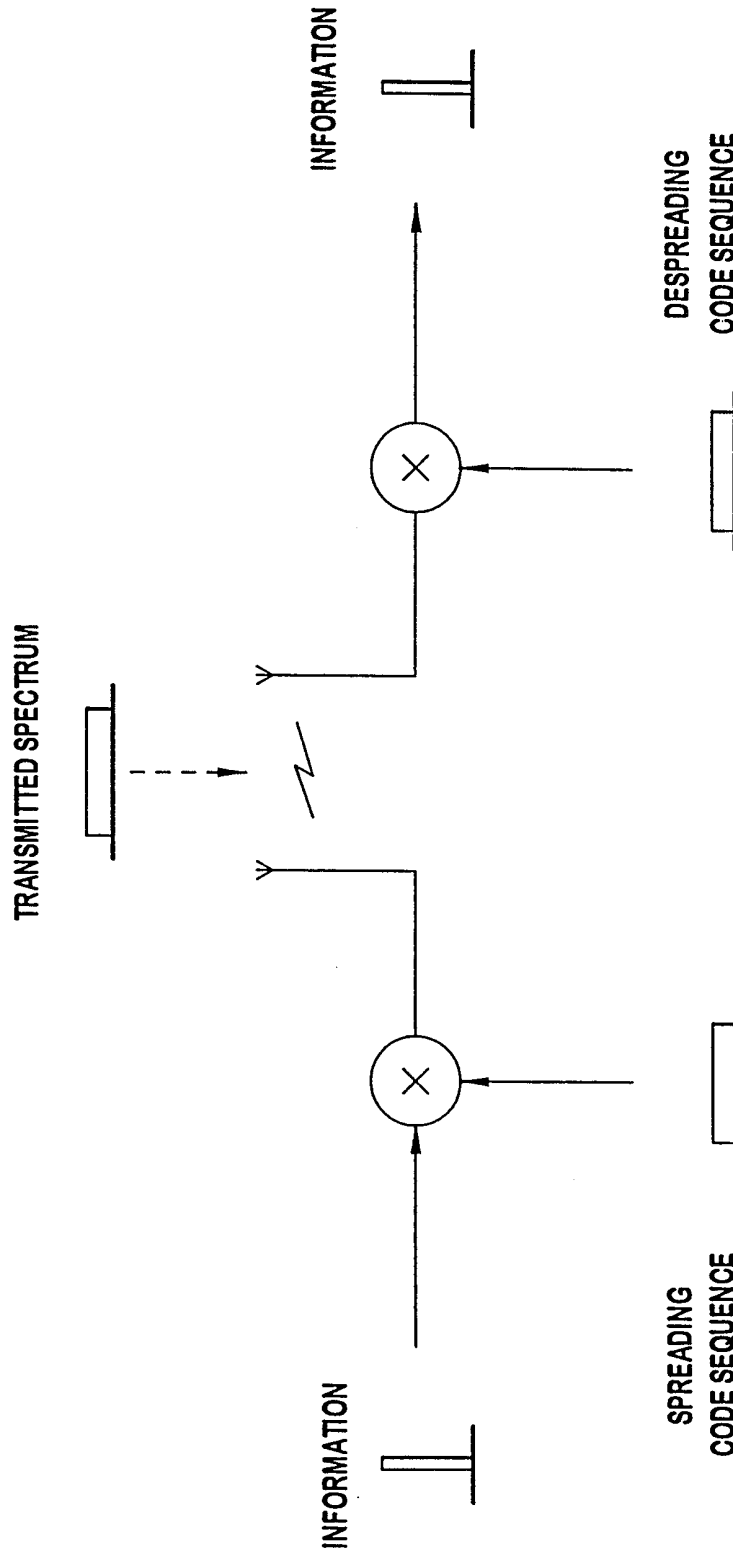 TRANSMITTED SPECTRUM
INFORMATION
INFORMATION
SPREADING
CODE SEQUENCE
DESPREADING
CODE SEQUENCE